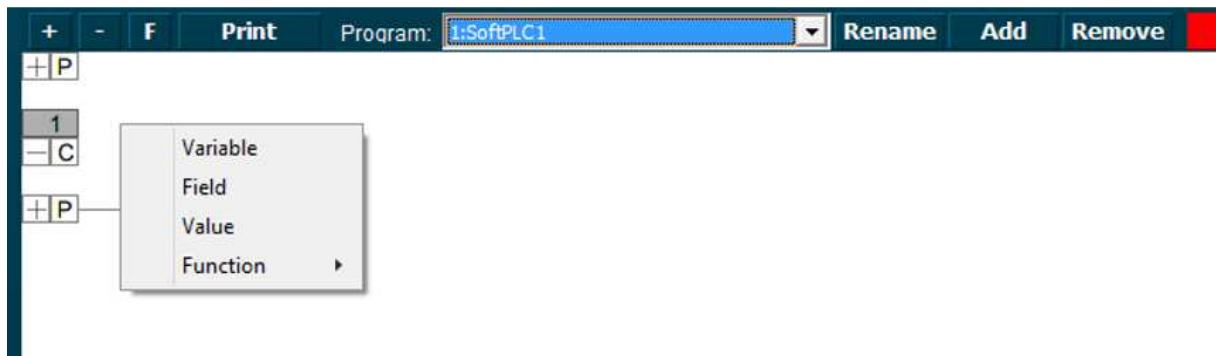 + - F Print Program: 1:SoftPLC1 Rename Add Remove
+ P
1
- C
+ P
Variable
Field
Value
Function